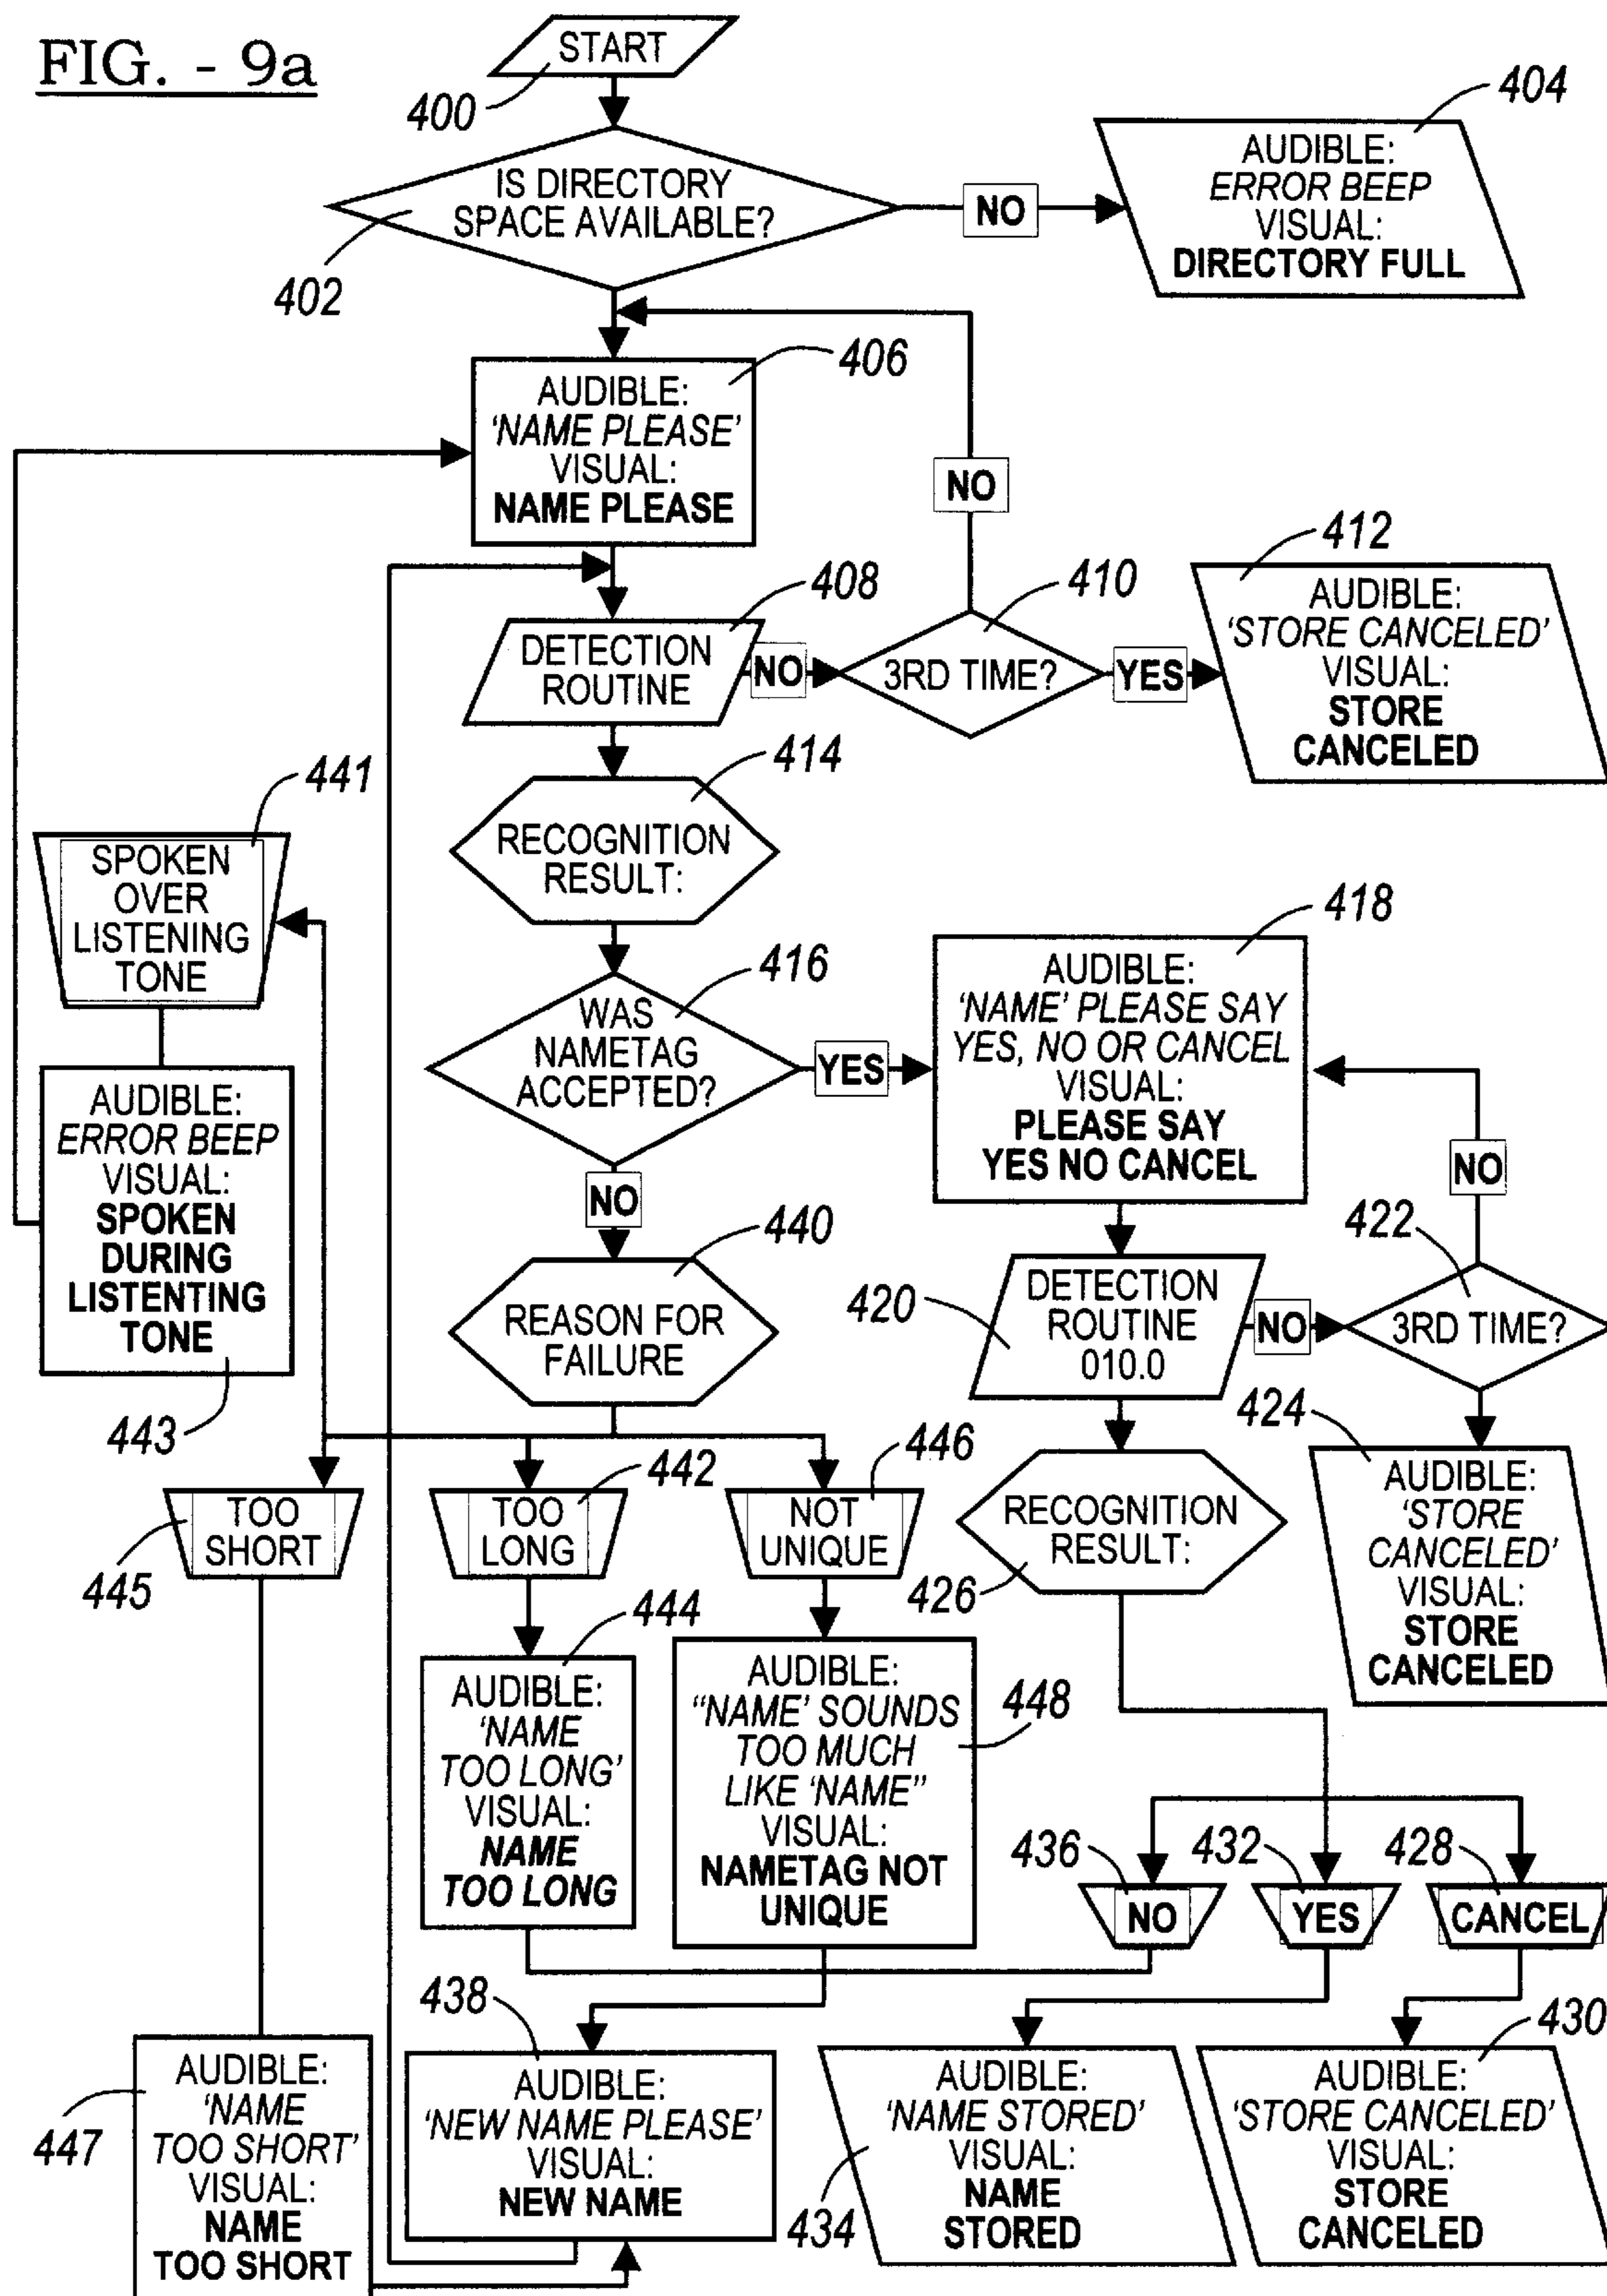 FIG. - 9a
START
400
IS DIRECTORY
SPACE AVAILABLE?
402
NO
404
AUDIBLE:
ERROR BEEP
VISUAL:
DIRECTORY FULL
406
AUDIBLE:
'NAME PLEASE'
VISUAL:
NAME PLEASE
NO
408
DETECTION
ROUTINE
NO
410
3RD TIME?
YES
412
AUDIBLE:
'STORE CANCELED'
VISUAL:
STORE
CANCELED
414
RECOGNITION
RESULT:
441
SPOKEN
OVER
LISTENING
TONE
416
WAS
NAMETAG
ACCEPTED?
YES
418
AUDIBLE:
'NAME' PLEASE SAY
YES, NO OR CANCEL
VISUAL:
PLEASE SAY
YES NO CANCEL
AUDIBLE:
ERROR BEEP
VISUAL:
SPOKEN
DURING
LISTENTING
TONE
443
NO
440
REASON FOR
FAILURE
420
DETECTION
ROUTINE
010.0
NO
422
3RD TIME?
NO
424
AUDIBLE:
'STORE
CANCELED'
VISUAL:
STORE
CANCELED
445
TOO
SHORT
442
TOO
LONG
446
NOT
UNIQUE
RECOGNITION
RESULT:
426
444
AUDIBLE:
'NAME
TOO LONG'
VISUAL:
NAME
TOO LONG
AUDIBLE:
"NAME' SOUNDS
TOO MUCH
LIKE 'NAME"
VISUAL:
NAMETAG NOT
UNIQUE
448
436
NO
432
YES
428
CANCEL
447
AUDIBLE:
'NAME
TOO SHORT'
VISUAL:
NAME
TOO SHORT
438
AUDIBLE:
'NEW NAME PLEASE'
VISUAL:
NEW NAME
434
AUDIBLE:
'NAME STORED'
VISUAL:
NAME
STORED
430
AUDIBLE:
'STORE CANCELED'
VISUAL:
STORE
CANCELED